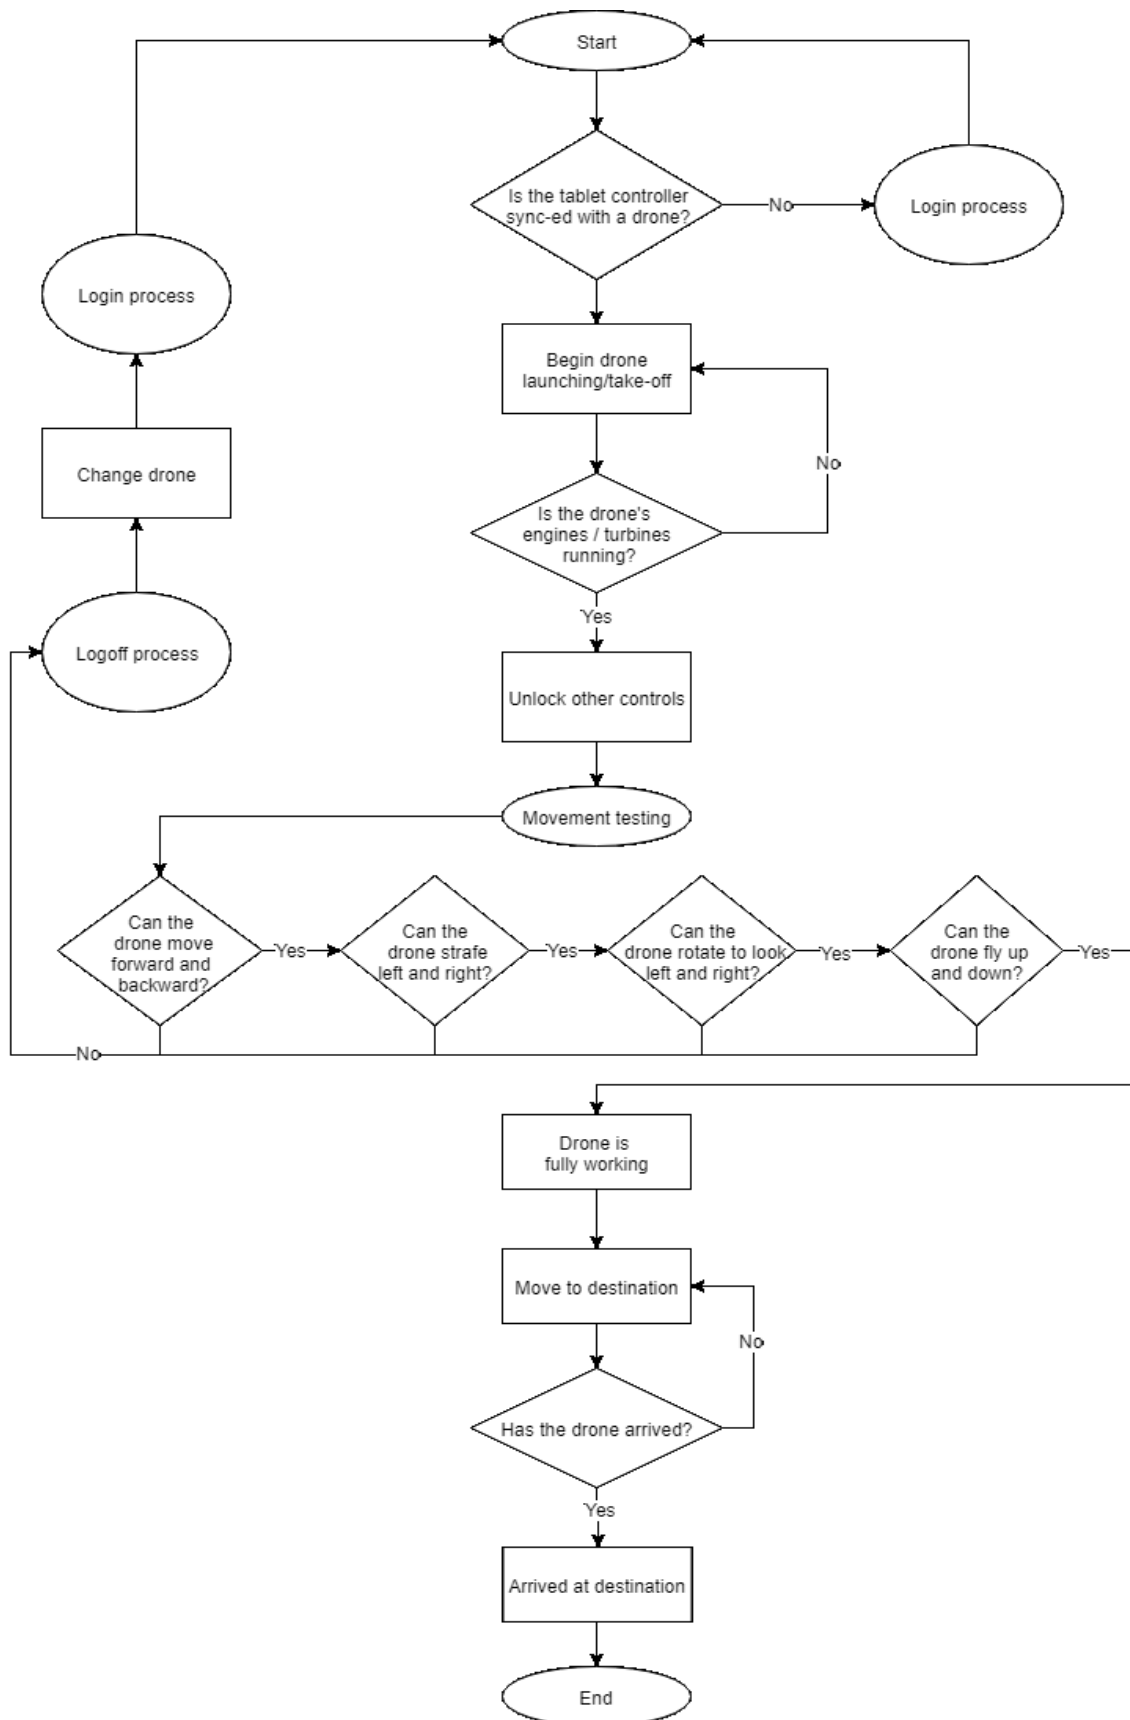 Start
Is the tablet controller
sync-ed with a drone?
No
Login process
Login process
Begin drone
launching/take-off
No
Change drone
Is the drone's
engines / turbines
running?
Yes
Logoff process
Unlock other controls
Movement testing
Can the
drone move
forward and
backward?
Yes
Can the
drone strafe
left and right?
Yes
Can the
drone rotate to look
left and right?
Yes
Can the
drone fly up
and down?
Yes
No
Drone is
fully working
Move to destination
No
Has the drone arrived?
Yes
Arrived at destination
End